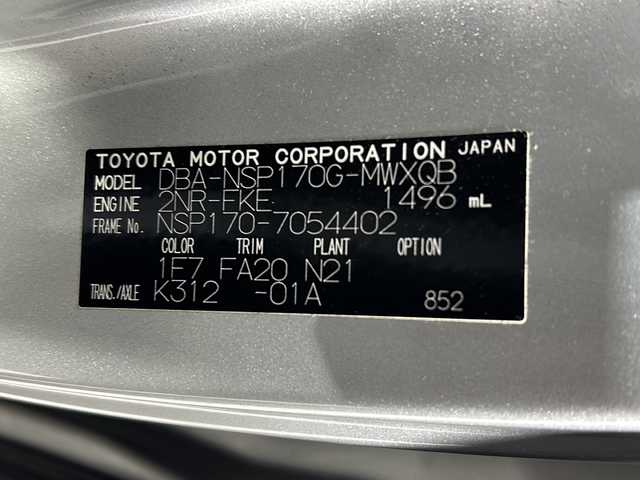 TOYOTA MOTOR CORPORATION JAPAN
MODEL DBA-NSP170G-MWXQB
ENGINE 2NR-FKE 1496 mL
FRAME No. NSP170-7054402
COLOR TRIM PLANT OPTION
1F7 FA20 N21
TRANS./AXLE K312 -01A 852